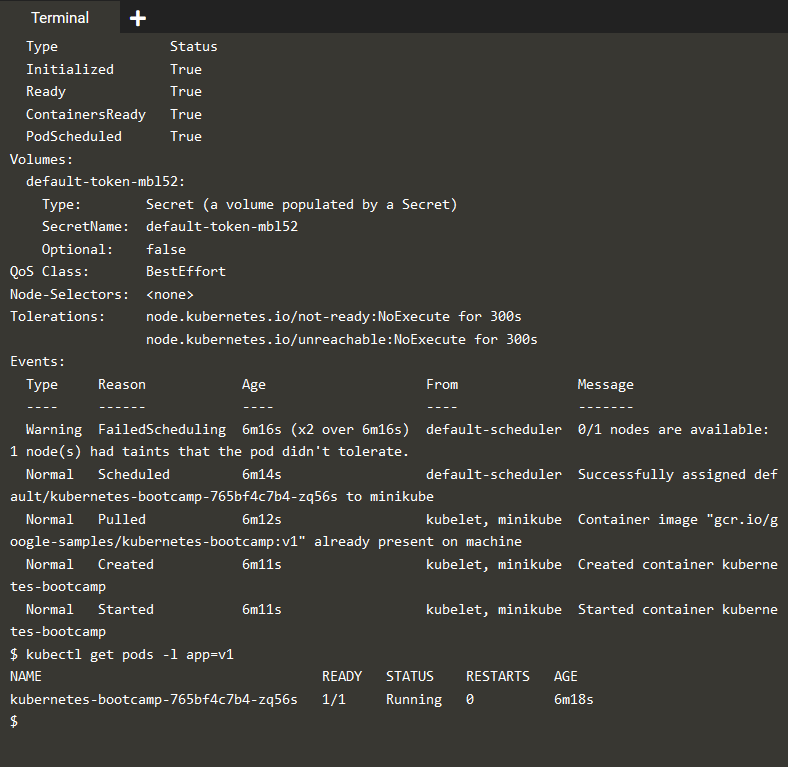 Terminal +
Type Status
Initialized True
Ready True
ContainersReady True
PodScheduled True
Volumes:
default-token-mbl52:
Type: Secret (a volume populated by a Secret)
SecretName: default-token-mbl52
Optional: false
QoS Class: BestEffort
Node-Selectors: <none>
Tolerations: node.kubernetes.io/not-ready:NoExecute for 300s
node.kubernetes.io/unreachable:NoExecute for 300s
Events:
Type Reason Age From Message
---- ------ ---- ---- -------
Warning FailedScheduling 6m16s (x2 over 6m16s) default-scheduler 0/1 nodes are available:
1 node(s) had taints that the pod didn't tolerate.
Normal Scheduled 6m14s default-scheduler Successfully assigned def
ault/kubernetes-bootcamp-765bf4c7b4-zq56s to minikube
Normal Pulled 6m12s kubelet, minikube Container image "gcr.io/g
oogle-samples/kubernetes-bootcamp:v1" already present on machine
Normal Created 6m11s kubelet, minikube Created container kuberne
tes-bootcamp
Normal Started 6m11s kubelet, minikube Started container kuberne
tes-bootcamp
$ kubectl get pods -l app=v1
NAME READY STATUS RESTARTS AGE
kubernetes-bootcamp-765bf4c7b4-zq56s 1/1 Running 0 6m18s
$